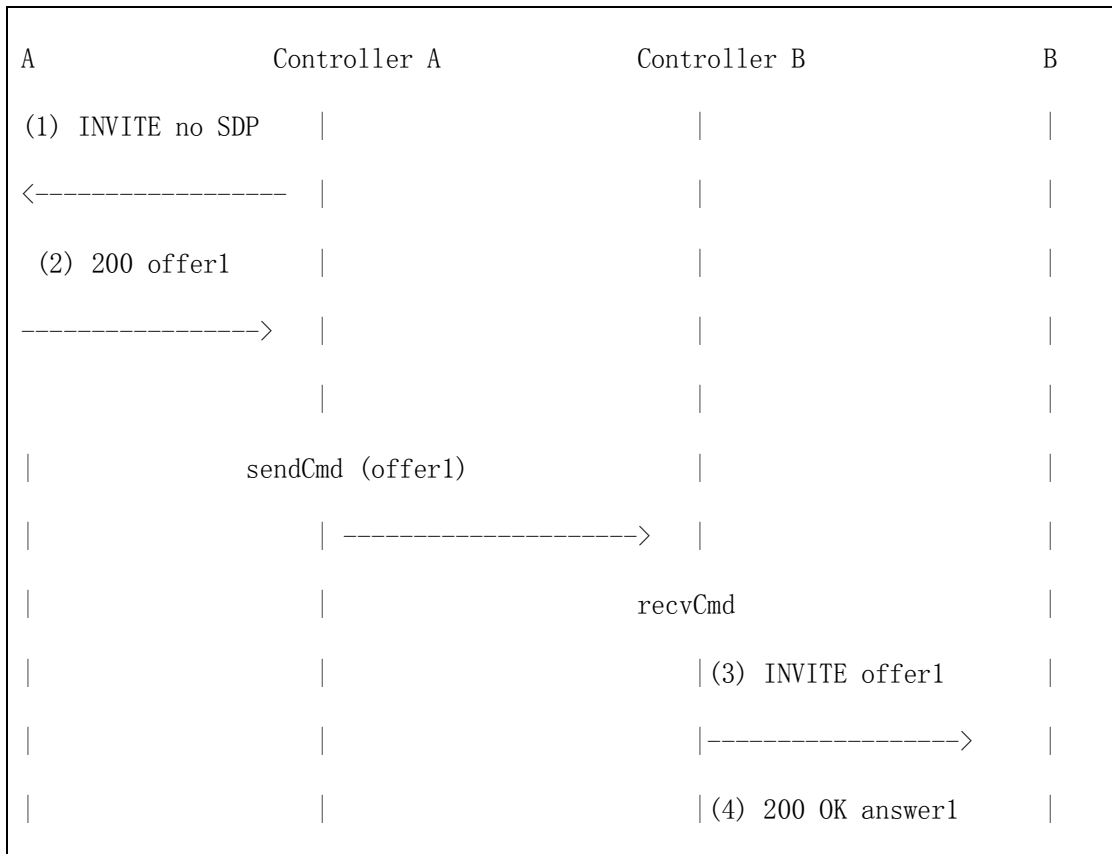 A Controller A Controller B B
(1) INVITE no SDP | | |
<------------------- | | |
(2) 200 offer1 | | |
-----------------> | | |
| | |
| sendCmd (offer1) | |
| | ---------------------> | |
| | recvCmd |
| | |(3) INVITE offer1 |
| | |------------------> |
| | |(4) 200 OK answer1 |